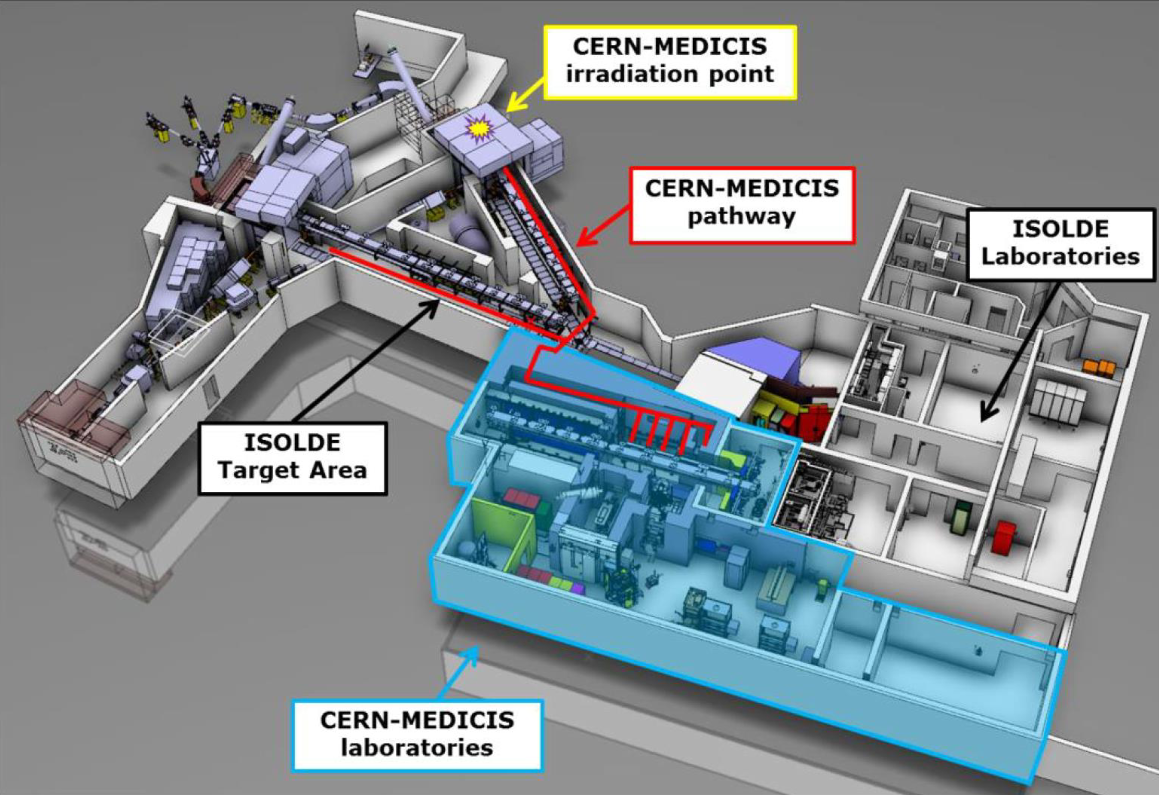 CERN-MEDICIS
irradiation point
CERN-MEDICIS
pathway
ISOLDE
Laboratories
ISOLDE
Target Area
CERN-MEDICIS
laboratories